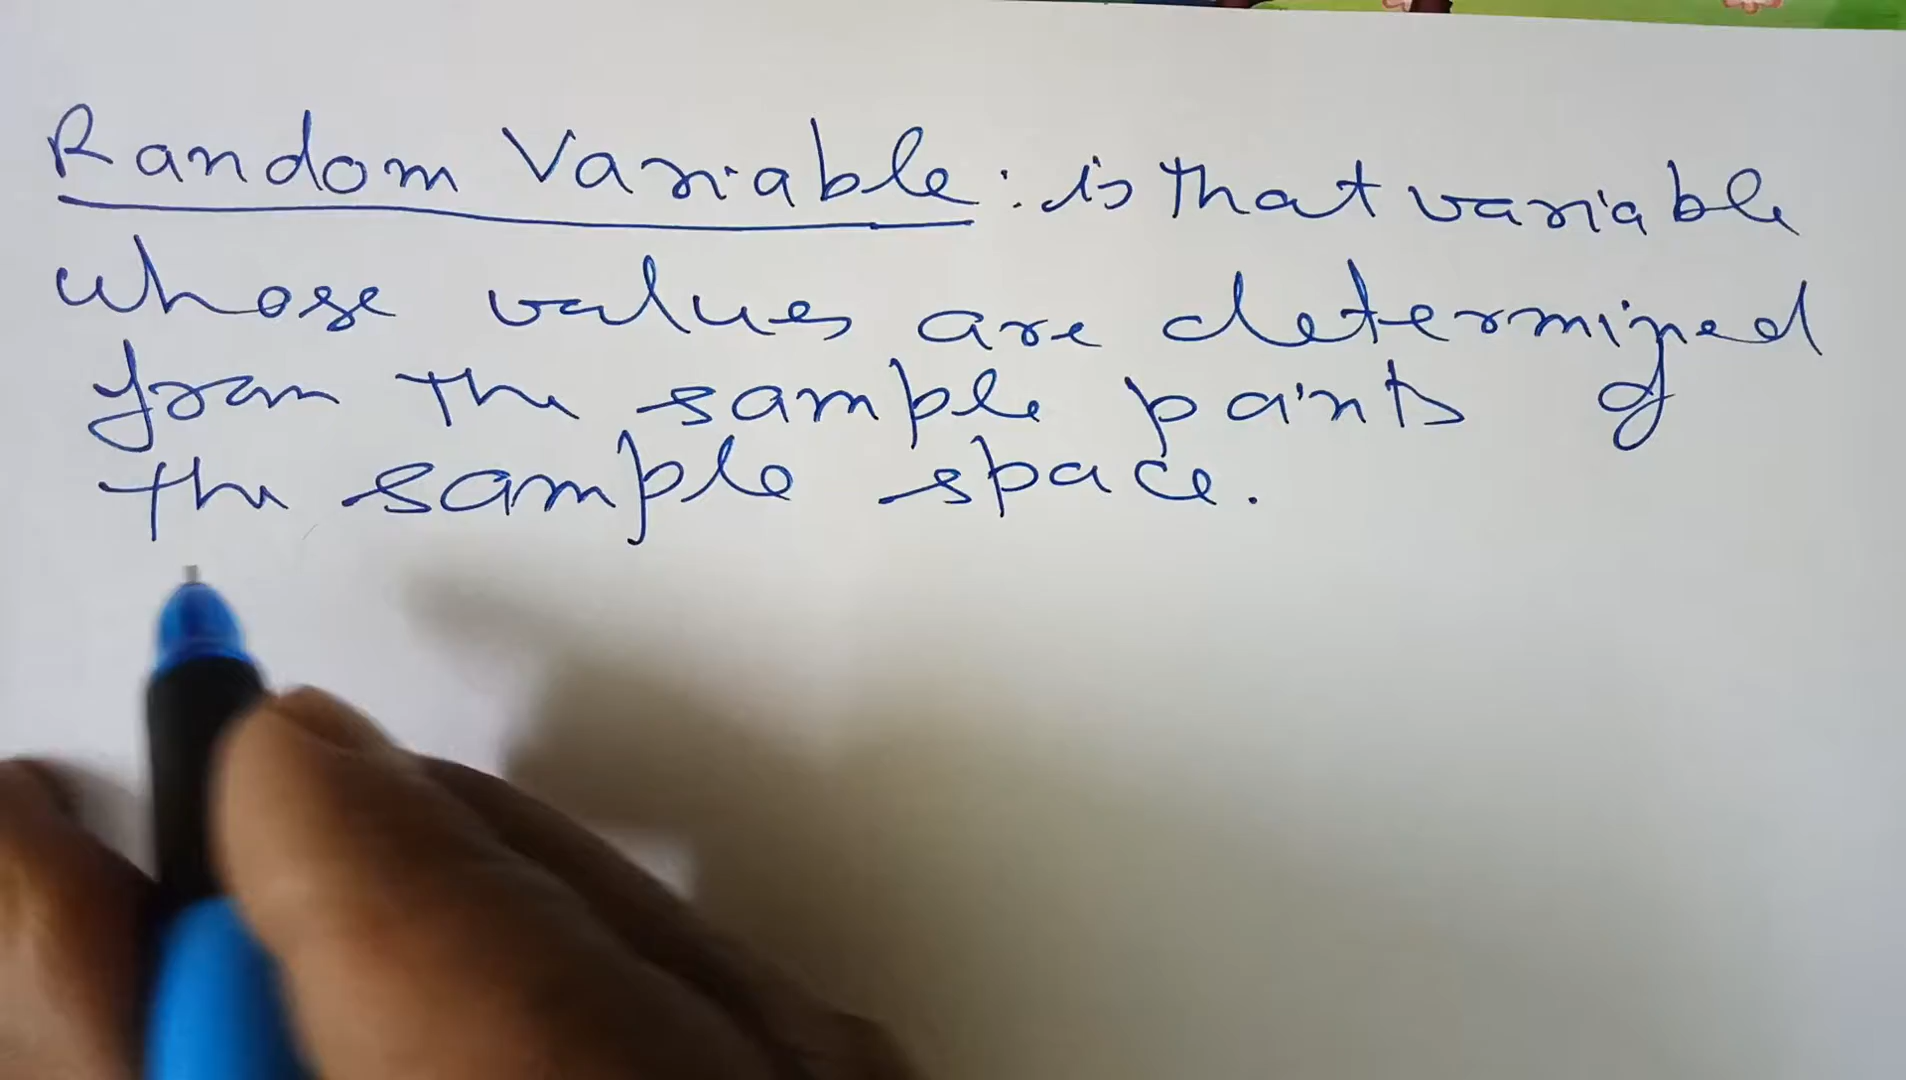 Random Variable : is that variable
whose values are determined
from the sample points of
the sample space.